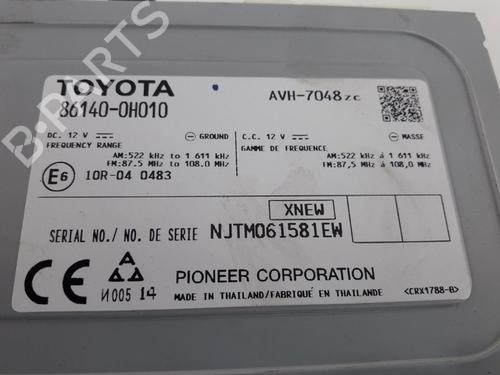 TOYOTA
86140-0H010
AVH-7048zc
DC. 12 V
GROUND
C.C. 12 V
MASSE
FREQUENCY RANGE
GAMME DE FREQUENCE
AM:522 kHz to 1 611 kHz
FM:87.5 MHz to 108.0 MHz
AM:522 kHz à 1 611 kHz
FM:87,5 MHz à 108,0 MHz
E6 10R-04 0483
XNEW
SERIAL NO./ NO. DE SERIE NJTM061581EW
CE
A
И005 14
PIONEER CORPORATION
MADE IN THAILAND/FABRIQUÉ EN THAILANDE
<CRX1788-B>
B-PARTS